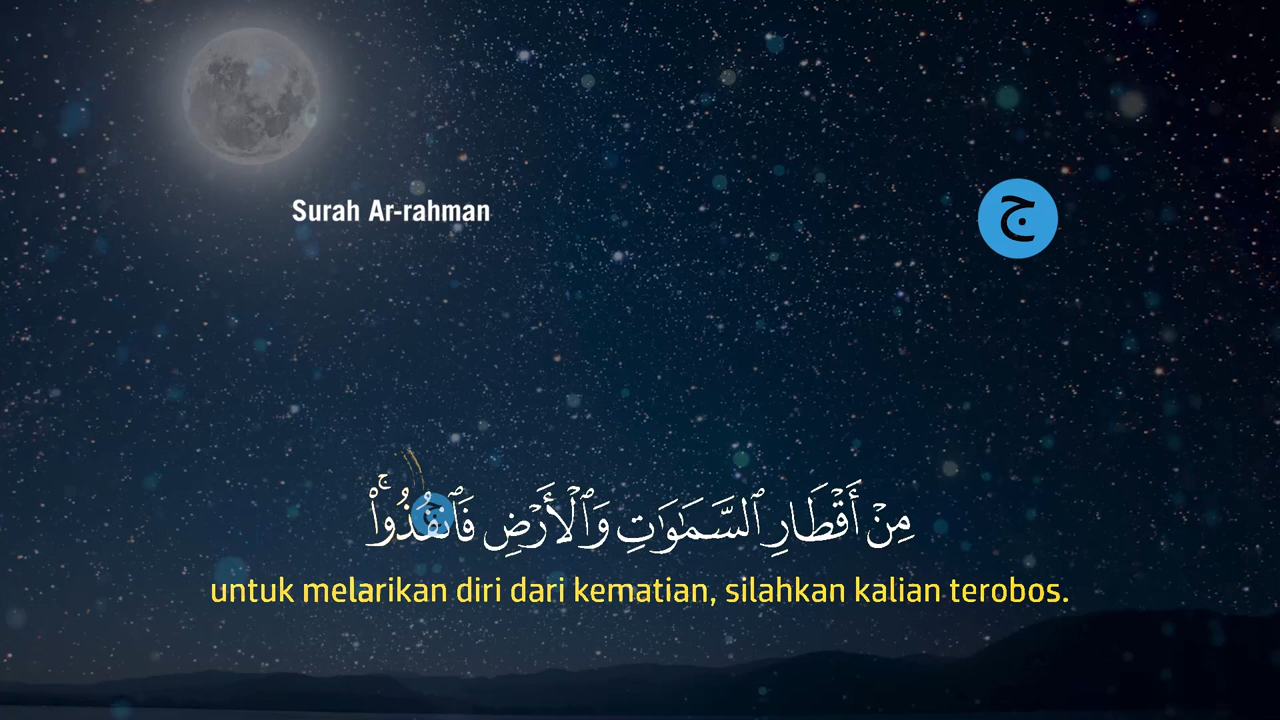 Surah Ar-rahman
ج
مِنْ أَقْطَارِ ٱلسَّمَـٰوَٰتِ وَٱلْأَرْضِ فَٱنفُذُوا۟ ۚ
untuk melarikan diri dari kematian, silahkan kalian terobos.